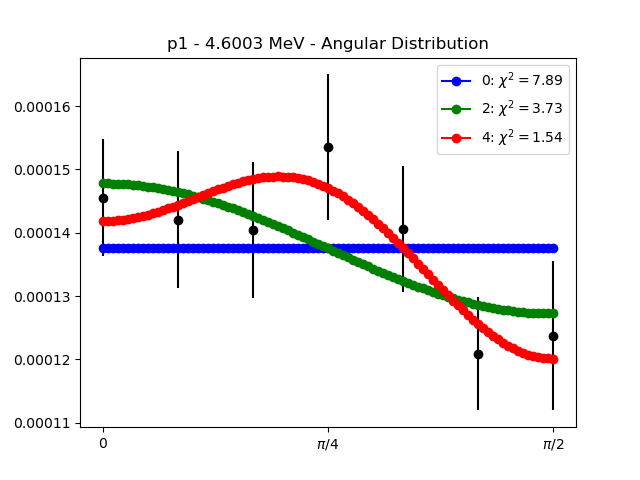 p1 - 4.6003 MeV - Angular Distribution
0: χ² = 7.89
2: χ² = 3.73
4: χ² = 1.54
0.00016
0.00015
0.00014
0.00013
0.00012
0.00011
0
π/4
π/2